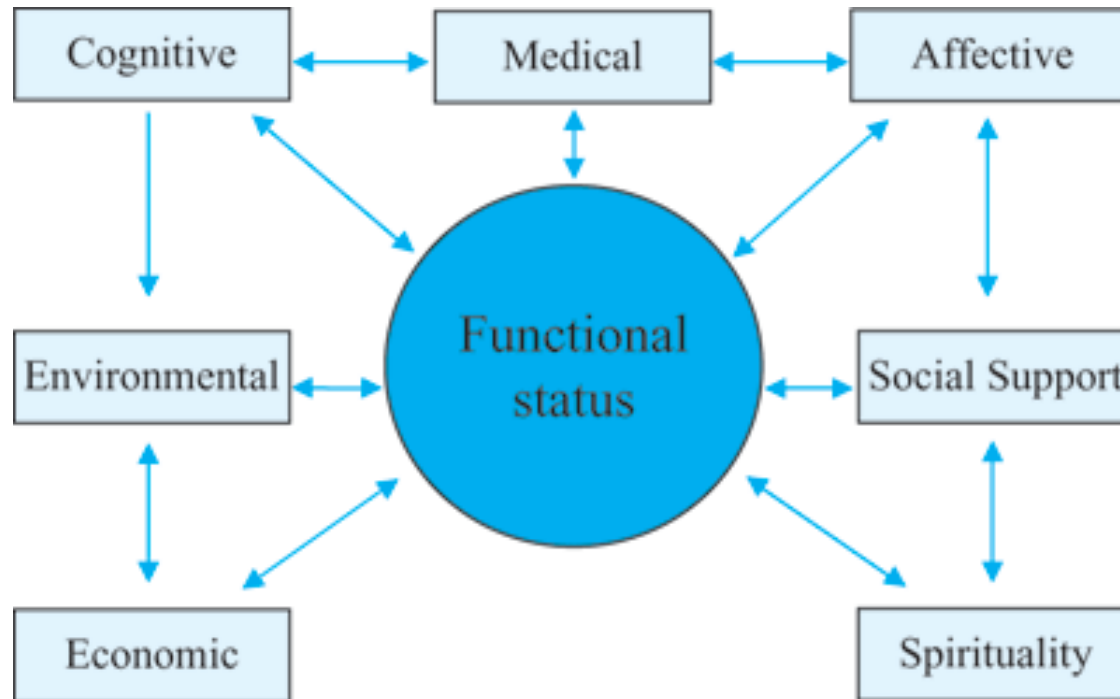 Cognitive
Medical
Affective
Functional
status
Environmental
Social Support
Economic
Spirituality